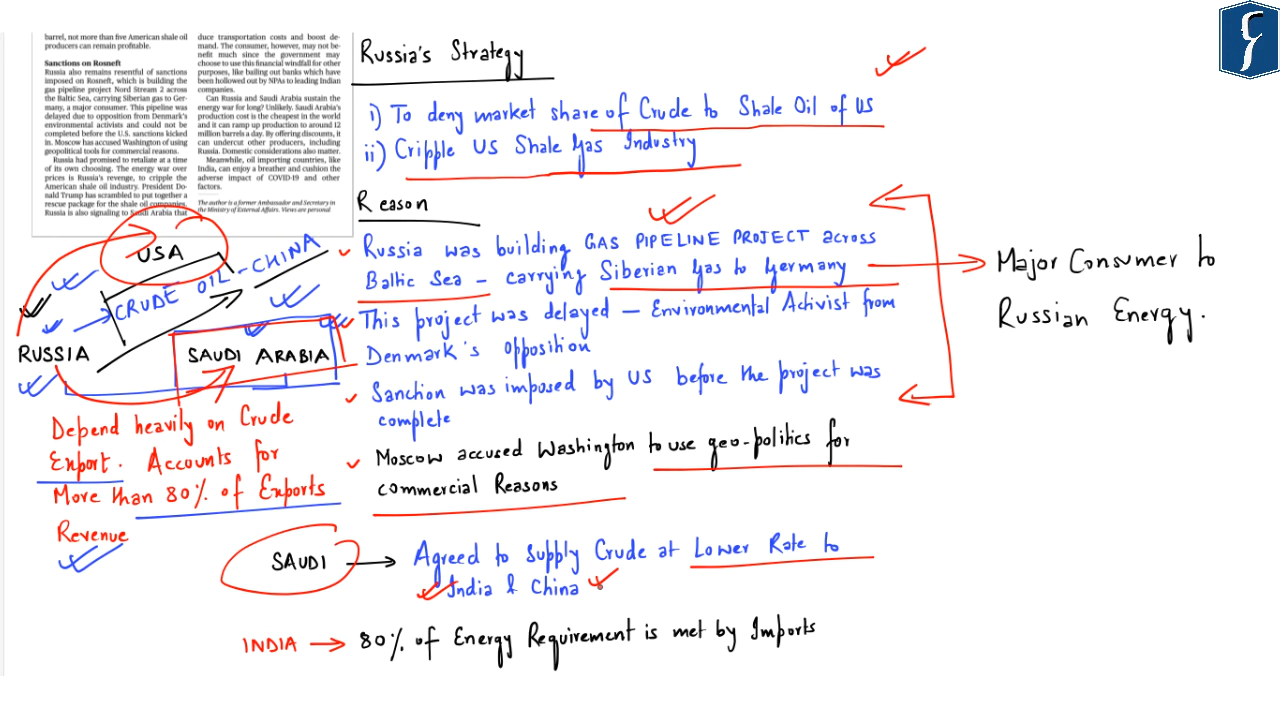 barrel, not more than five American shale oil
producers can remain profitable.
Sanctions on Rosneft
Russia also remains resentful of sanctions
imposed on Rosneft, which is building the
gas pipeline project Nord Stream 2 across
the Baltic Sea, carrying Siberian gas to Ger-
many, a major consumer. This pipeline was
delayed due to opposition from Denmark's
environmental activists and could not be
completed before the U.S. sanctions kicked
in. Moscow has accused Washington of using
geopolitical tools for commercial reasons.
Russia had promised to retaliate at a time
of its own choosing. The energy war over
prices is Russia's revenge, to cripple the
American shale oil industry. President Do-
nald Trump has scrambled to put together a
rescue package for the shale oil companies.
Russia is also signaling to Saudi Arabia that
duce transportation costs and boost de-
mand. The consumer, however, may not be-
nefit much since the government may
choose to use this financial windfall for other
purposes, like bailing out banks which have
been hollowed out by NPAs to leading Indian
companies.
Can Russia and Saudi Arabia sustain the
energy war for long? Unlikely. Saudi Arabia's
production cost is the cheapest in the world
and it can ramp up production to around 12
million barrels a day. By offering discounts, it
can undercut other producers, including
Russia. Domestic considerations also matter.
Meanwhile, oil importing countries, like
India, can enjoy a breather and cushion the
adverse impact of COVID-19 and other
factors.
The author is a former Ambassador and Secretary in
the Ministry of External Affairs. Views are personal
Russia's Strategy
i) To deny market share of Crude to Shale Oil of US
ii) Cripple US Shale Gas Industry
Reason
Russia was building GAS PIPELINE PROJECT across
Baltic Sea - carrying Siberian Gas to Germany
This project was delayed - Environmental Activist from
Denmark's opposition
Sanction was imposed by US before the project was
complete
Moscow accused Washington to use geo-politics for
commercial Reasons
Major Consumer to
Russian Energy.
USA
CRUDE OIL - CHINA
RUSSIA
SAUDI ARABIA
Depend heavily on Crude
Export. Accounts for
More than 80% of Exports
Revenue
SAUDI → Agreed to Supply Crude at Lower Rate to
India & China
INDIA → 80% of Energy Requirement is met by Imports